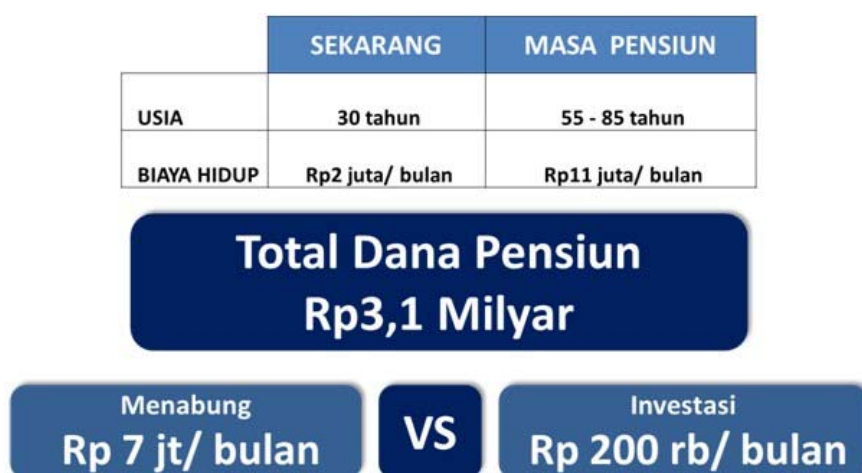 SEKARANG MASA PENSIUN
USIA 30 tahun 55 - 85 tahun
BIAYA HIDUP Rp2 juta/ bulan Rp11 juta/ bulan
Total Dana Pensiun
Rp3,1 Milyar
Menabung
Rp 7 jt/ bulan
VS
Investasi
Rp 200 rb/ bulan